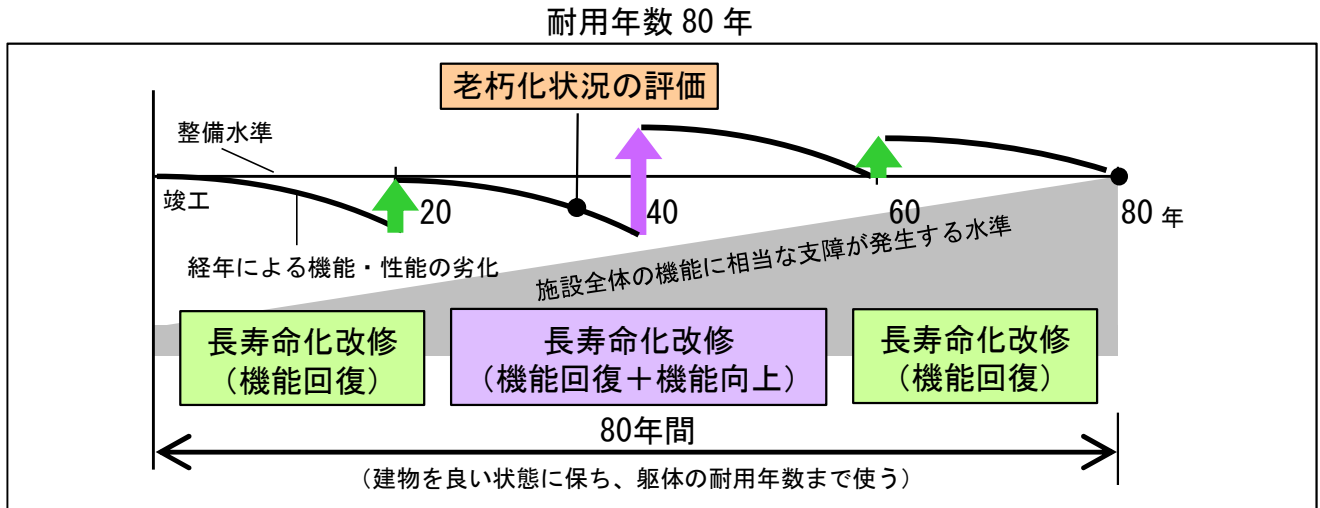 耐用年数 80 年
老朽化状況の評価
整備水準
竣工
20
40
60
80 年
経年による機能・性能の劣化
施設全体の機能に相当な支障が発生する水準
長寿命化改修
（機能回復）
長寿命化改修
（機能回復＋機能向上）
長寿命化改修
（機能回復）
80年間
（建物を良い状態に保ち、躯体の耐用年数まで使う）